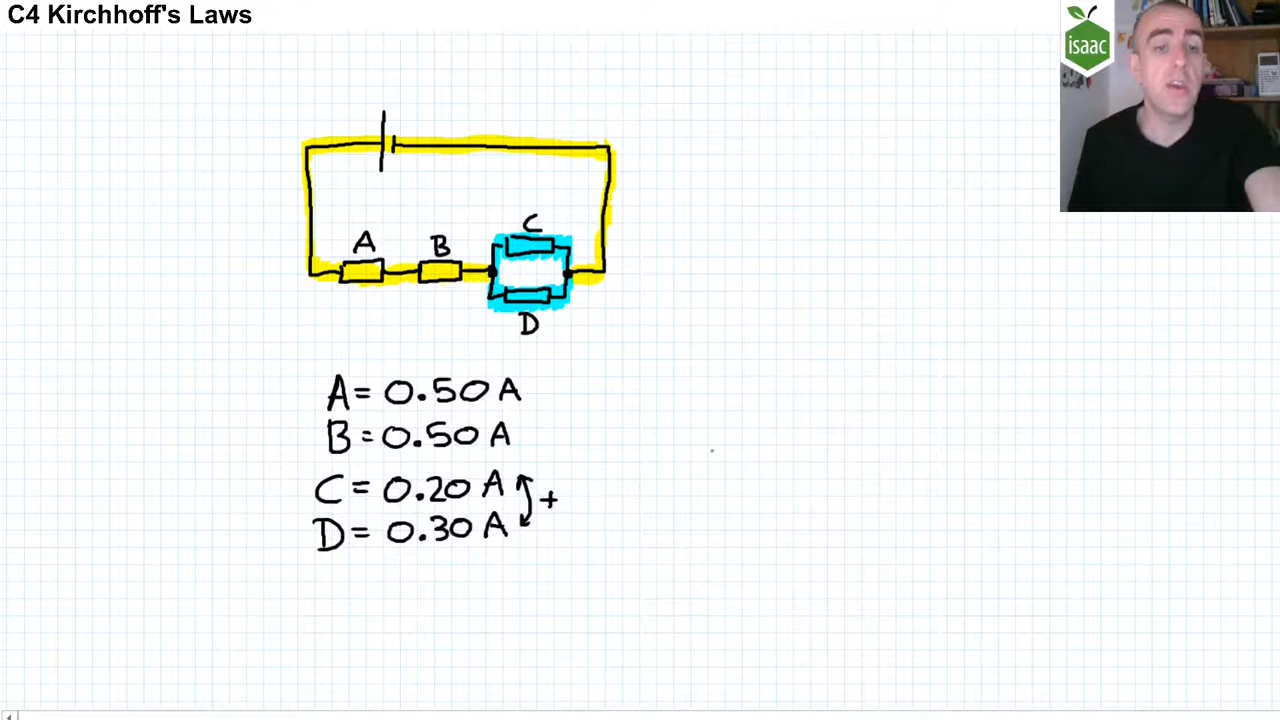 C4 Kirchhoff's Laws
isaac
C
A
B
D
A = 0.50 A
B = 0.50 A
C = 0.20 A
+
D = 0.30 A